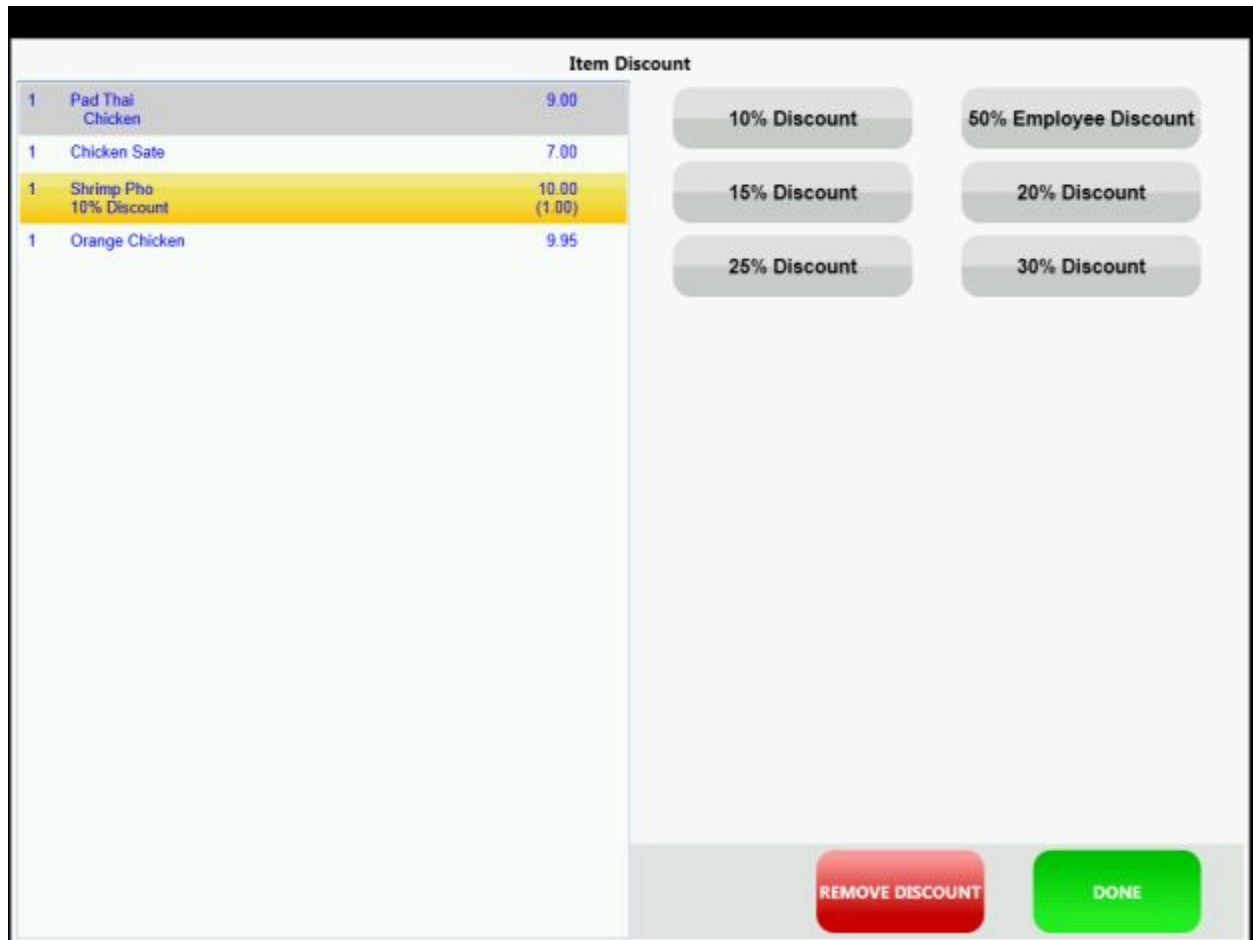 Item Discount
1 Pad Thai 9.00
Chicken
1 Chicken Sate 7.00
1 Shrimp Pho 10.00
10% Discount (1.00)
1 Orange Chicken 9.95
10% Discount
50% Employee Discount
15% Discount
20% Discount
25% Discount
30% Discount
REMOVE DISCOUNT
DONE